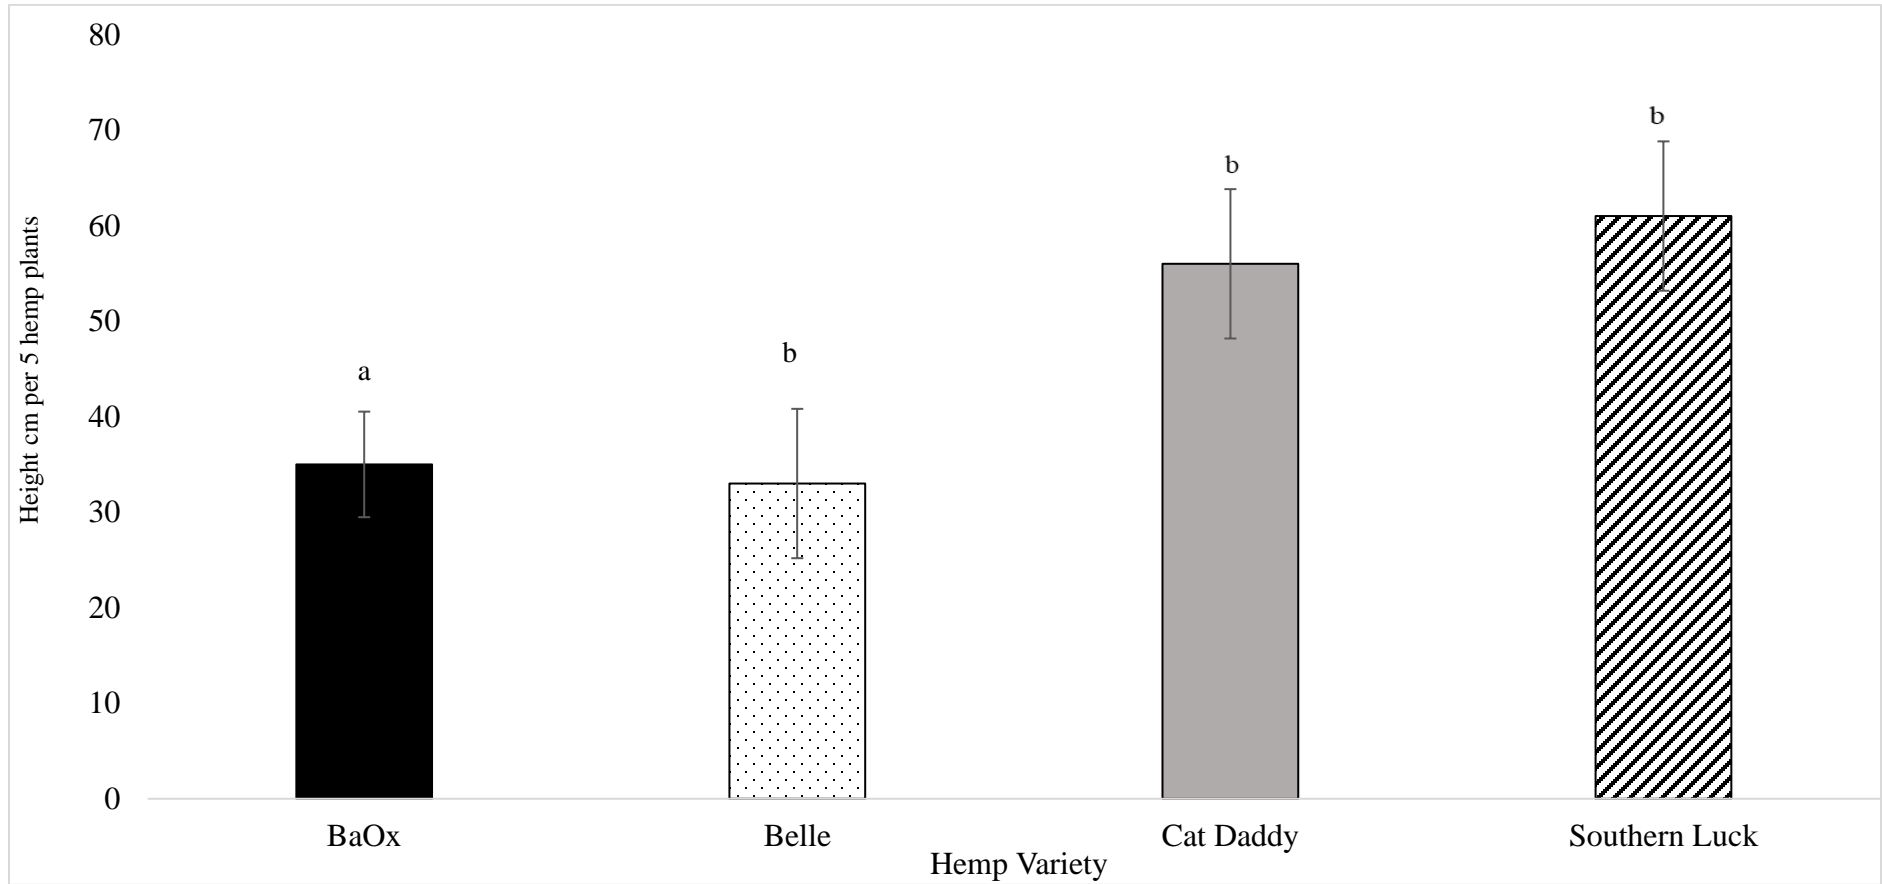 80
70
60
50
40
30
20
10
0
Height cm per 5 hemp plants
a
b
b
b
BaOx
Belle
Cat Daddy
Southern Luck
Hemp Variety